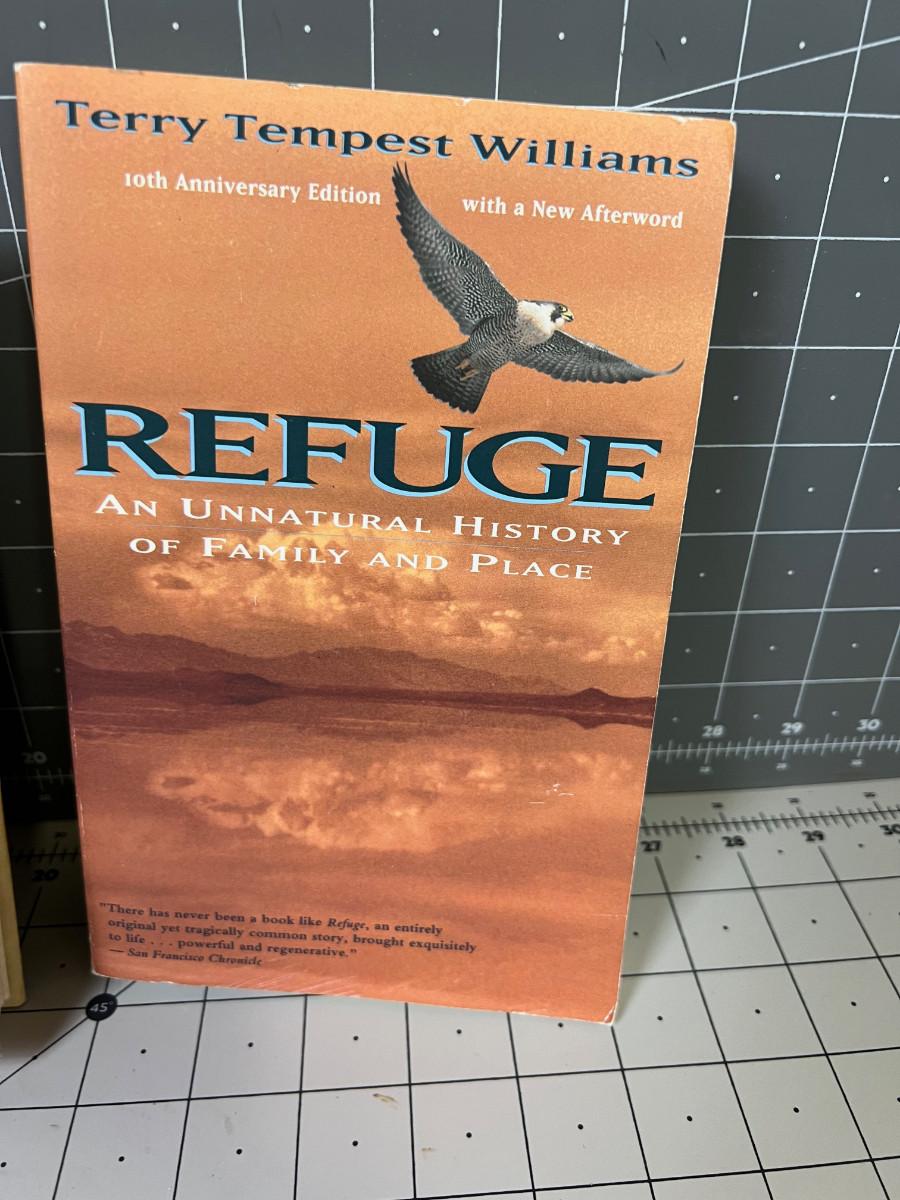 Terry Tempest Williams
10th Anniversary Edition
with a New Afterword
REFUGE
An Unnatural History
of Family and Place
"There has never been a book like Refuge, an entirely
original yet tragically common story, brought exquisitely
to life . . . powerful and regenerative."
— San Francisco Chronicle
28 29 30
20
27 28 29 30
20
45°